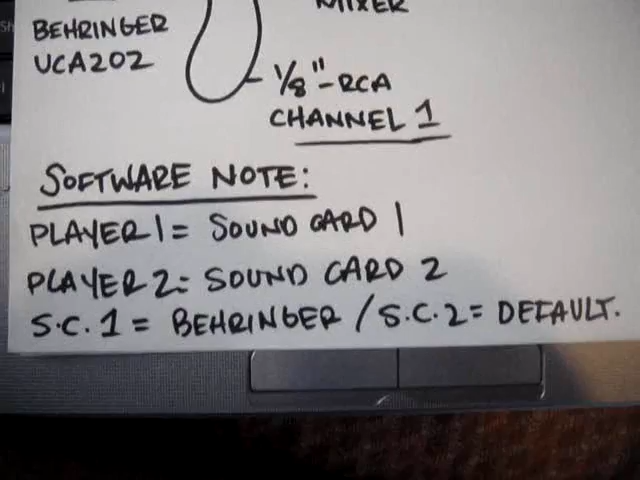 MIXER
BEHRINGER
UCA202
1/8"-RCA
CHANNEL 1
SOFTWARE NOTE:
PLAYER 1 = SOUND CARD 1
PLAYER 2 = SOUND CARD 2
S.C. 1 = BEHRINGER / S.C. 2 = DEFAULT.